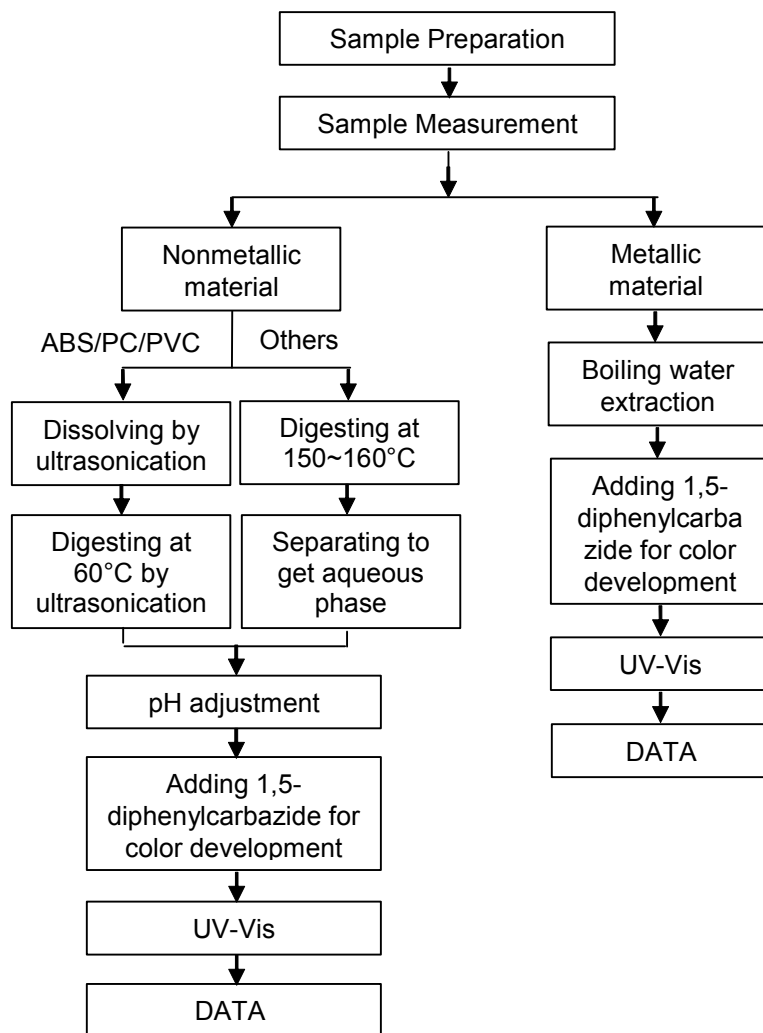 Sample Preparation
Sample Measurement
Nonmetallic
material
Metallic
material
ABS/PC/PVC
Others
Dissolving by
ultrasonication
Digesting at
150~160°C
Boiling water
extraction
Digesting at
60°C by
ultrasonication
Separating to
get aqueous
phase
Adding 1,5-
diphenylcarba
zide for color
development
pH adjustment
UV-Vis
DATA
Adding 1,5-
diphenylcarbazide for
color development
UV-Vis
DATA